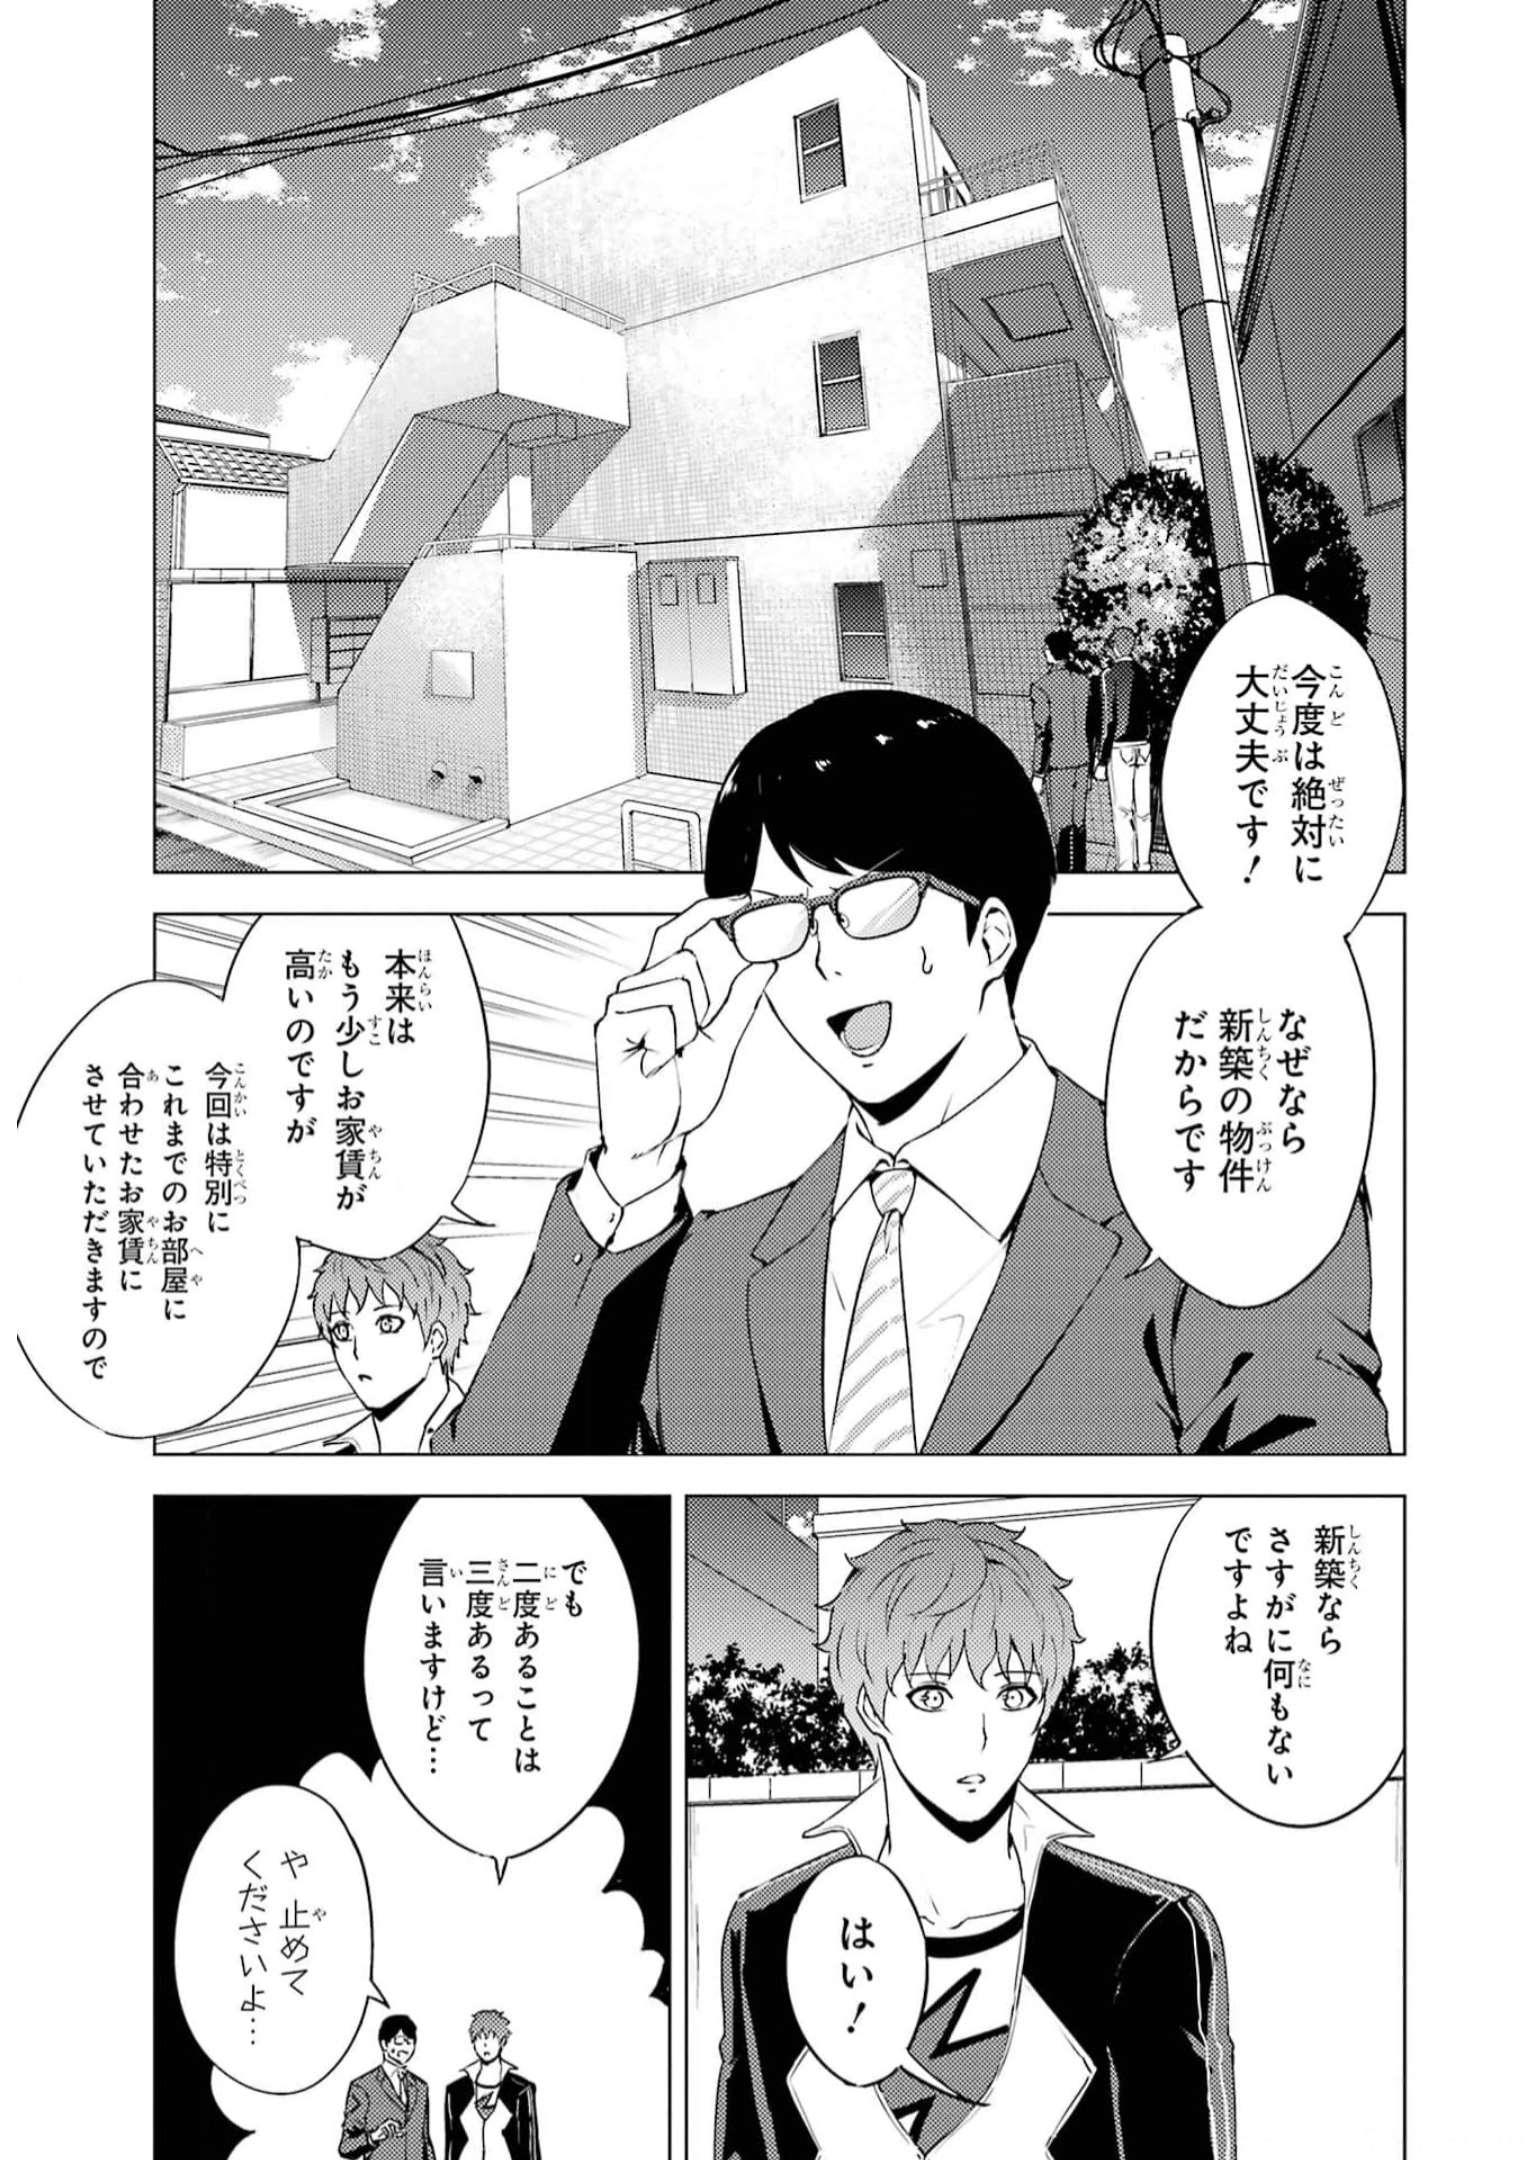 今度は絶対に
大丈夫です!
なぜなら
新築の物件
だからです
本来は
もう少しお家賃が
高いのですが
今回は特別に
これまでのお部屋に
合わせたお家賃に
させていただきますので
新築なら
さすがに何もない
ですよね
はい!
でも
二度あることは
三度あるって
言いますけど…
や 止めて
くださいよ…